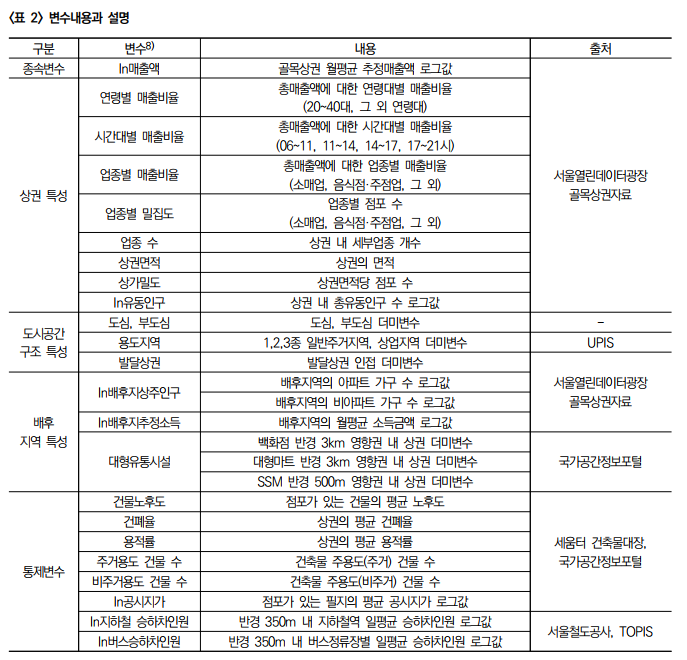 <표 2> 변수내용과 설명
구분 변수8) 내용 출처
종속변수 ln매출액 골목상권 월평균 추정매출액 로그값
상권 특성
연령별 매출비율 총매출액에 대한 연령대별 매출비율
(20~40대, 그 외 연령대)
시간대별 매출비율 총매출액에 대한 시간대별 매출비율
(06~11, 11~14, 14~17, 17~21시)
업종별 매출비율 총매출액에 대한 업종별 매출비율
(소매업, 음식점·주점업, 그 외)
업종별 밀집도 업종별 점포 수
(소매업, 음식점·주점업, 그 외)
업종 수 상권 내 세부업종 개수
상권면적 상권의 면적
상가밀도 상권면적당 점포 수
ln유동인구 상권 내 총유동인구 수 로그값
서울열린데이터광장
골목상권자료
도시공간
구조 특성
도심, 부도심 도심, 부도심 더미변수 -
용도지역 1,2,3종 일반주거지역, 상업지역 더미변수 UPIS
발달상권 발달상권 인접 더미변수
배후
지역 특성
ln배후지상주인구 배후지역의 아파트 가구 수 로그값
배후지역의 비아파트 가구 수 로그값
ln배후지추정소득 배후지역의 월평균 소득금액 로그값
서울열린데이터광장
골목상권자료
대형유통시설 백화점 반경 3km 영향권 내 상권 더미변수
대형마트 반경 3km 영향권 내 상권 더미변수
SSM 반경 500m 영향권 내 상권 더미변수
국가공간정보포털
통제변수
건물노후도 점포가 있는 건물의 평균 노후도
건폐율 상권의 평균 건폐율
용적률 상권의 평균 용적률
주거용도 건물 수 건축물 주용도(주거) 건물 수
비주거용도 건물 수 건축물 주용도(비주거) 건물 수
ln공시지가 점포가 있는 필지의 평균 공시지가 로그값
세움터 건축물대장,
국가공간정보포털
ln지하철 승하차인원 반경 350m 내 지하철역 일평균 승하차인원 로그값
ln버스승하차인원 반경 350m 내 버스정류장별 일평균 승하차인원 로그값
서울철도공사, TOPIS